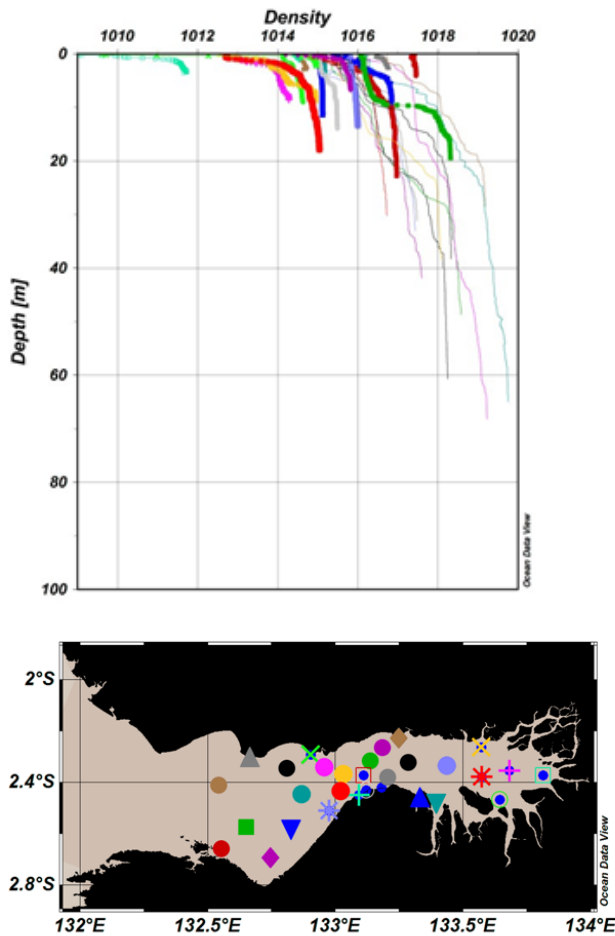 Density
1010 1012 1014 1016 1018 1020
0
20
40
60
80
100
Depth [m]
Ocean Data View
2°S
2.4°S
2.8°S
132°E 132.5°E 133°E 133.5°E 134°E
Ocean Data View